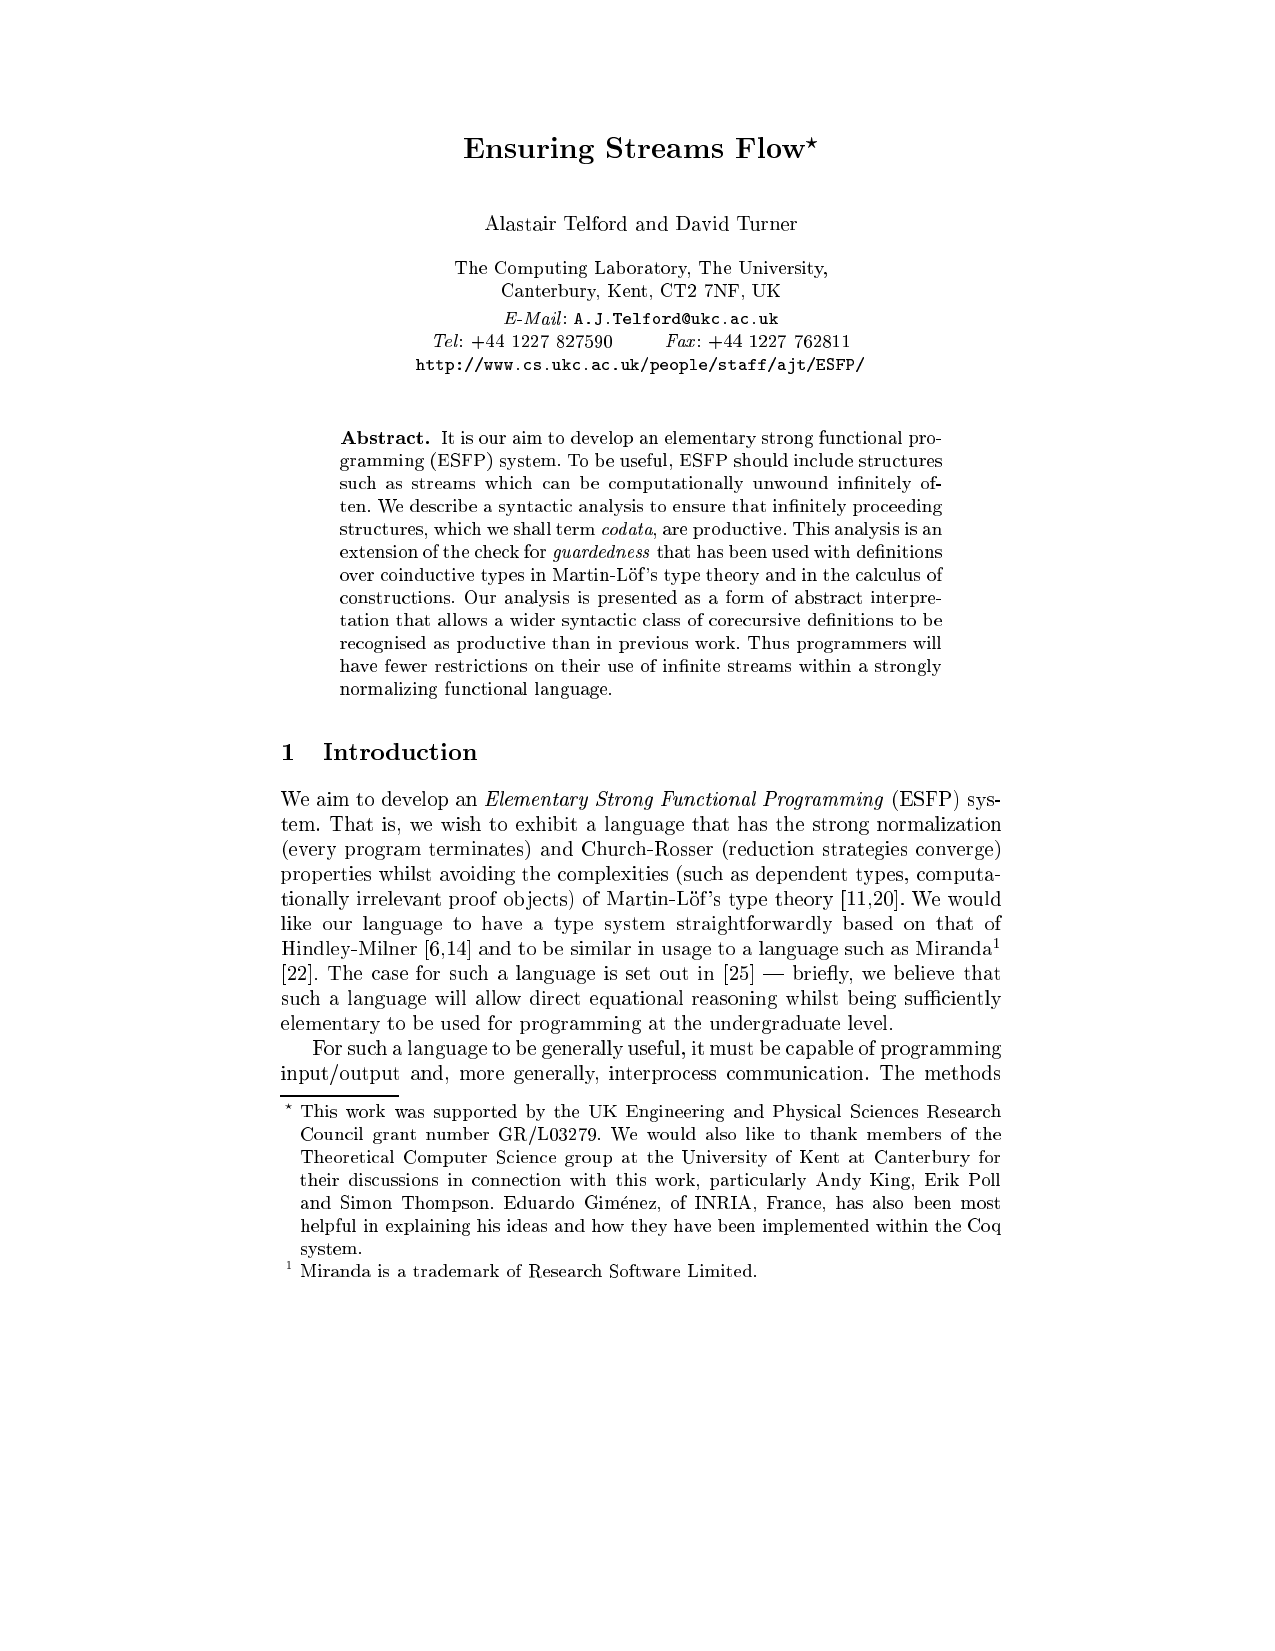 Ensuring Streams Flow⋆
Alastair Telford and David Turner
The Computing Laboratory, The University,
Canterbury, Kent, CT2 7NF, UK
E-Mail: A.J.Telford@ukc.ac.uk
Tel: +44 1227 827590 Fax: +44 1227 762811
http://www.cs.ukc.ac.uk/people/staff/ajt/ESFP/
Abstract. It is our aim to develop an elementary strong functional pro-
gramming (ESFP) system. To be useful, ESFP should include structures
such as streams which can be computationally unwound infinitely of-
ten. We describe a syntactic analysis to ensure that infinitely proceeding
structures, which we shall term codata, are productive. This analysis is an
extension of the check for guardedness that has been used with definitions
over coinductive types in Martin-Löf's type theory and in the calculus of
constructions. Our analysis is presented as a form of abstract interpre-
tation that allows a wider syntactic class of corecursive definitions to be
recognised as productive than in previous work. Thus programmers will
have fewer restrictions on their use of infinite streams within a strongly
normalizing functional language.
1 Introduction
We aim to develop an Elementary Strong Functional Programming (ESFP) sys-
tem. That is, we wish to exhibit a language that has the strong normalization
(every program terminates) and Church-Rosser (reduction strategies converge)
properties whilst avoiding the complexities (such as dependent types, computa-
tionally irrelevant proof objects) of Martin-Löf's type theory [11,20]. We would
like our language to have a type system straightforwardly based on that of
Hindley-Milner [6,14] and to be similar in usage to a language such as Miranda1
[22]. The case for such a language is set out in [25] — briefly, we believe that
such a language will allow direct equational reasoning whilst being sufficiently
elementary to be used for programming at the undergraduate level.
For such a language to be generally useful, it must be capable of programming
input/output and, more generally, interprocess communication. The methods
⋆ This work was supported by the UK Engineering and Physical Sciences Research
Council grant number GR/L03279. We would also like to thank members of the
Theoretical Computer Science group at the University of Kent at Canterbury for
their discussions in connection with this work, particularly Andy King, Erik Poll
and Simon Thompson. Eduardo Giménez, of INRIA, France, has also been most
helpful in explaining his ideas and how they have been implemented within the Coq
system.
1 Miranda is a trademark of Research Software Limited.